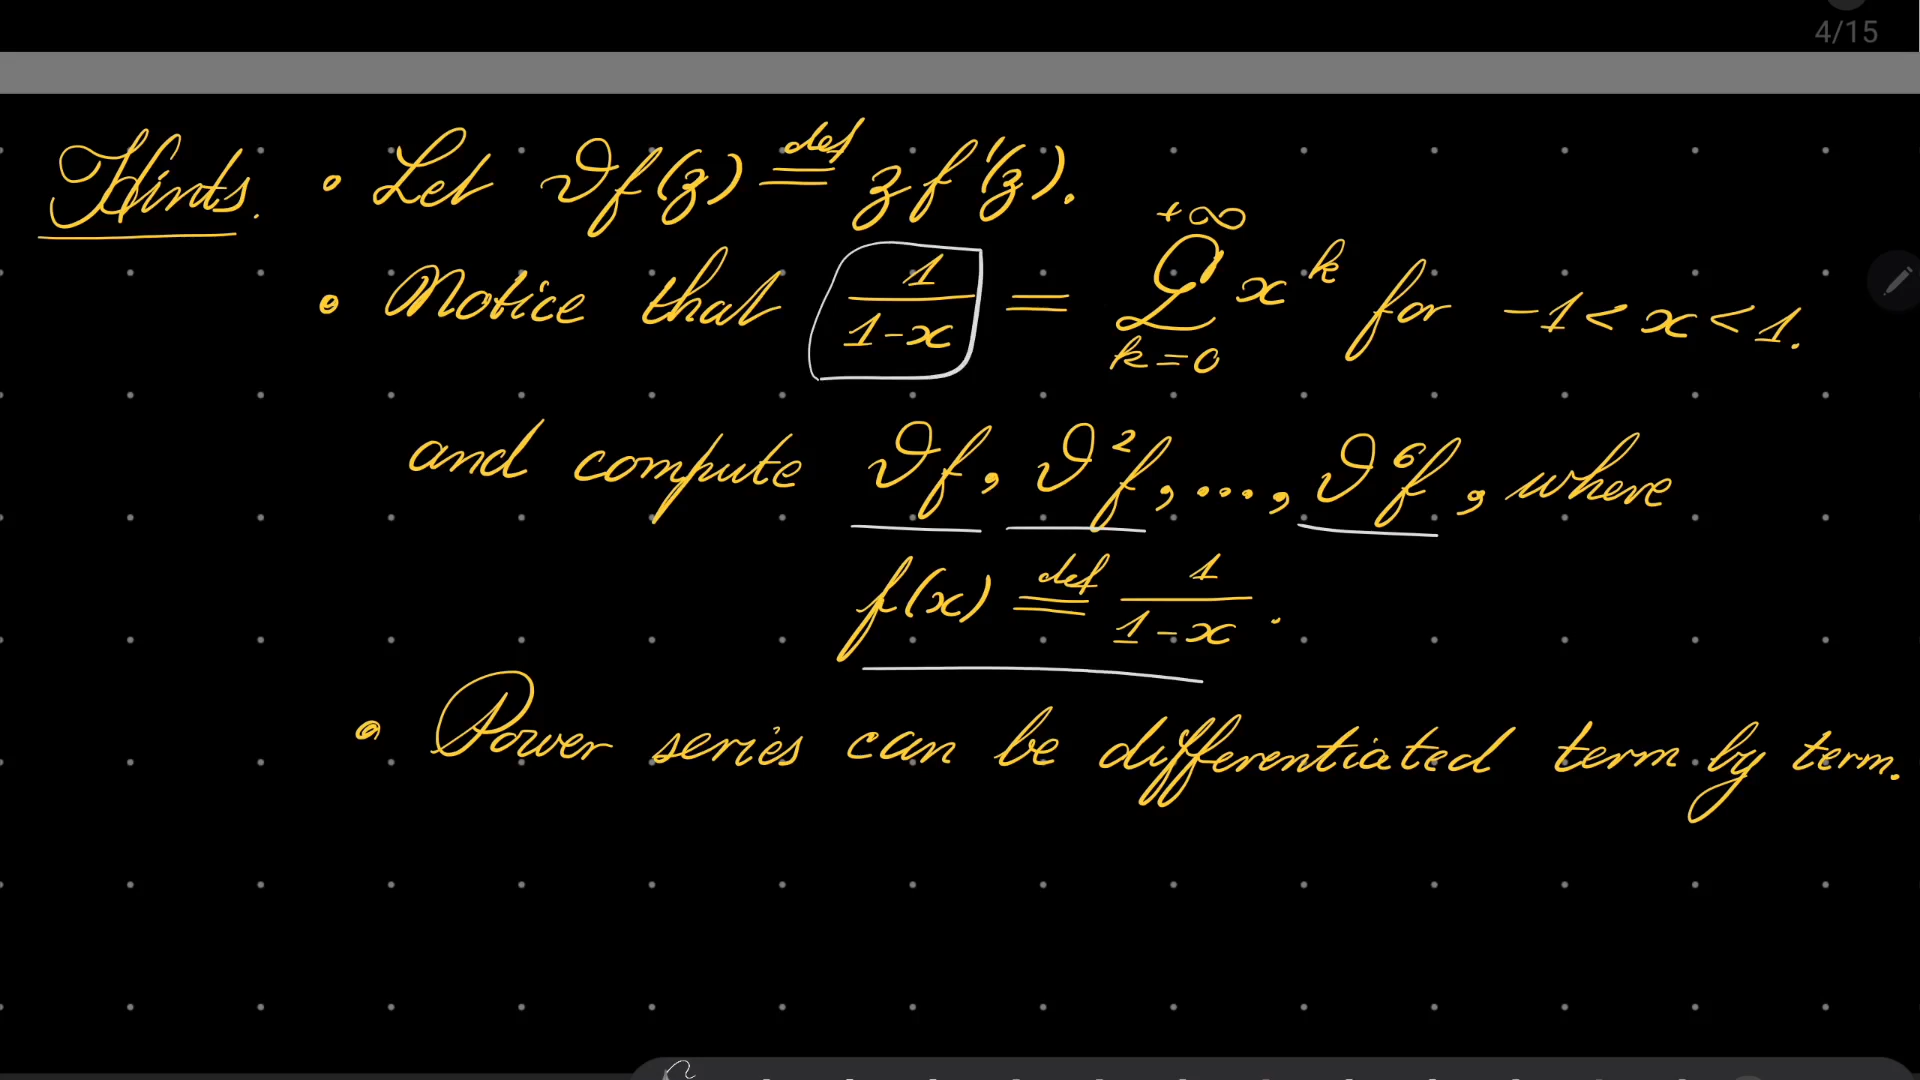 4/15
Hints. • Let ϑf(z) def= z f'(z).
• Notice that 1/(1-x) = Σ_{k=0}^{+∞} x^k for -1 < x < 1.
and compute ϑf, ϑ²f, ..., ϑ⁶f, where
f(x) def= 1/(1-x).
• Power series can be differentiated term by term.